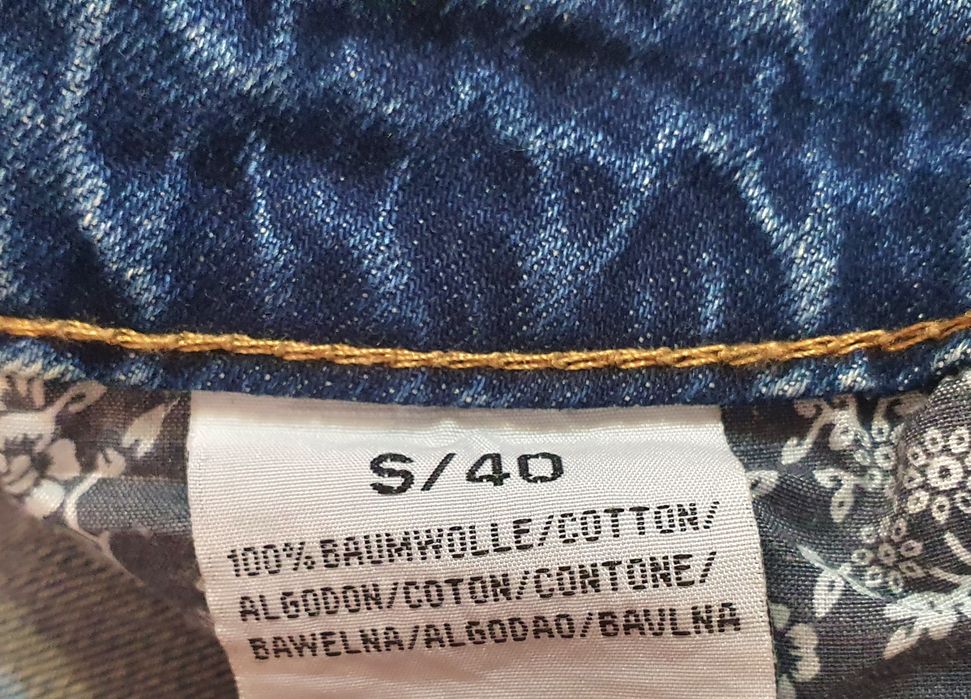 S/40
100%BAUMWOLLE/COTTON/
ALGODON/COTON/CONTONE/
BAWELNA/ALGODAO/BAVLNA